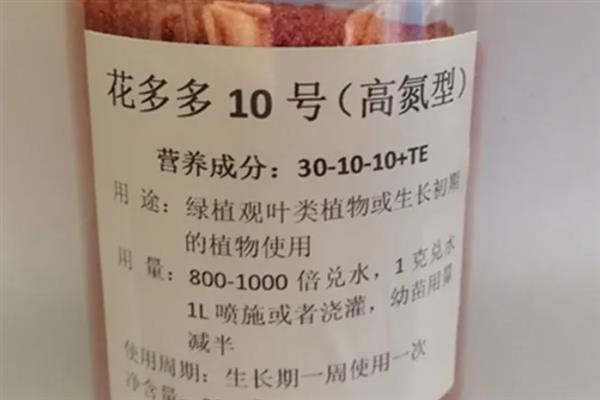 花多多 10 号（高氮型）
营养成分：30-10-10+TE
用 途：绿植观叶类植物或生长初期
的植物使用
用 量：800-1000 倍兑水，1 克兑水
1L 喷施或者浇灌，幼苗用量
减半
使用周期：生长期一周使用一次
净含量：